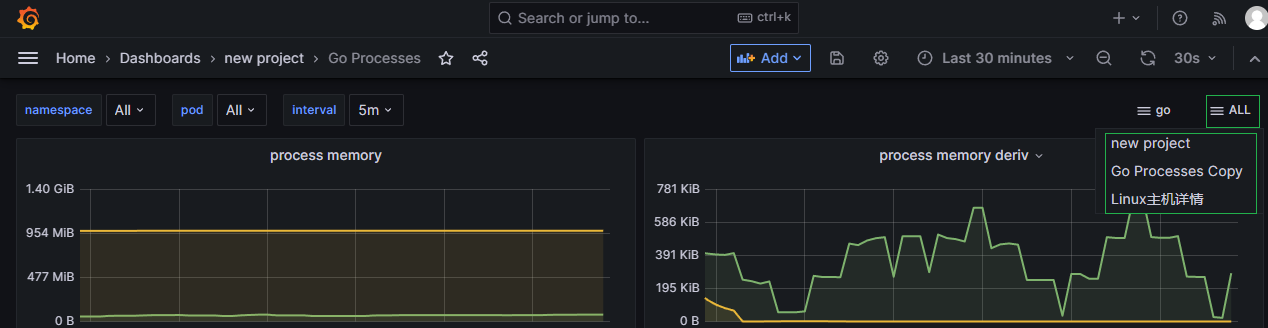 Search or jump to... ctrl+k
Home › Dashboards › new project › Go Processes Add Last 30 minutes 30s
namespace All pod All interval 5m go ALL
new project
Go Processes Copy
Linux主机详情
process memory
1.40 GiB
954 MiB
477 MiB
0 B
process memory deriv
781 KiB
586 KiB
391 KiB
195 KiB
0 B